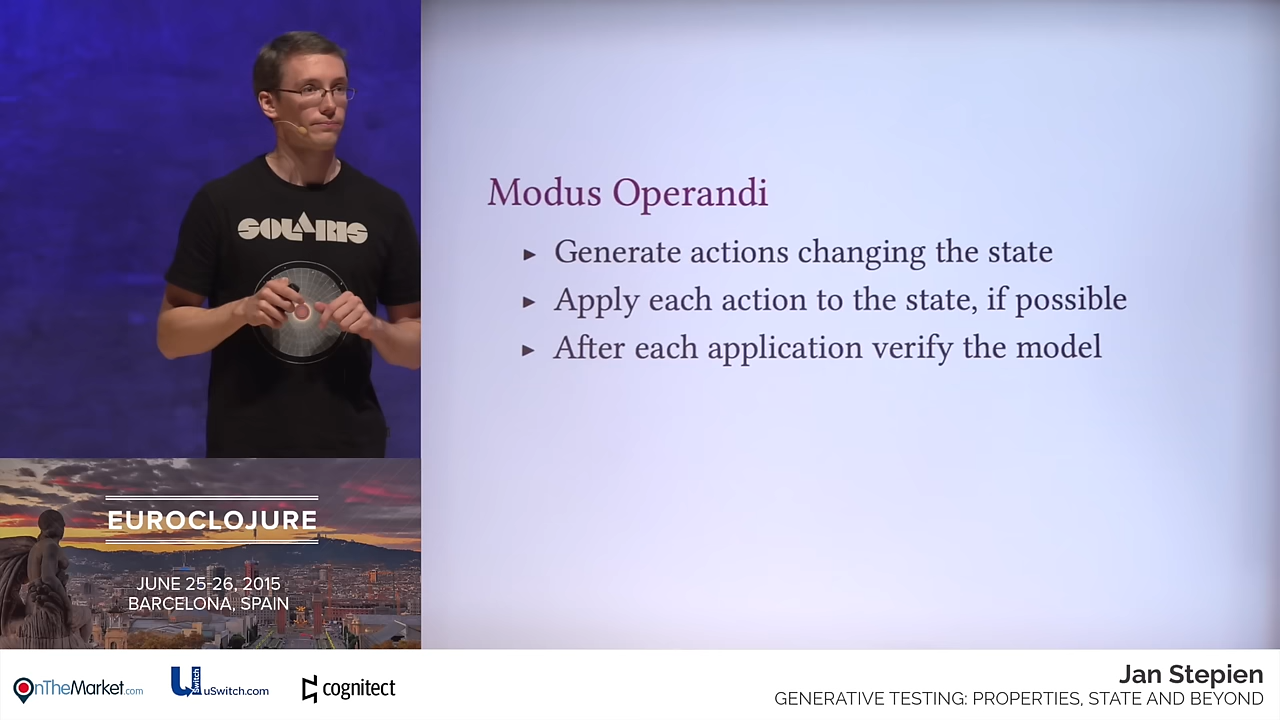 SOLARIS
Modus Operandi
▸ Generate actions changing the state
▸ Apply each action to the state, if possible
▸ After each application verify the model
EUROCLOJURE
JUNE 25-26, 2015
BARCELONA, SPAIN
OnTheMarket.com
U Switch uSwitch.com
cognitect
Jan Stepien
GENERATIVE TESTING: PROPERTIES, STATE AND BEYOND